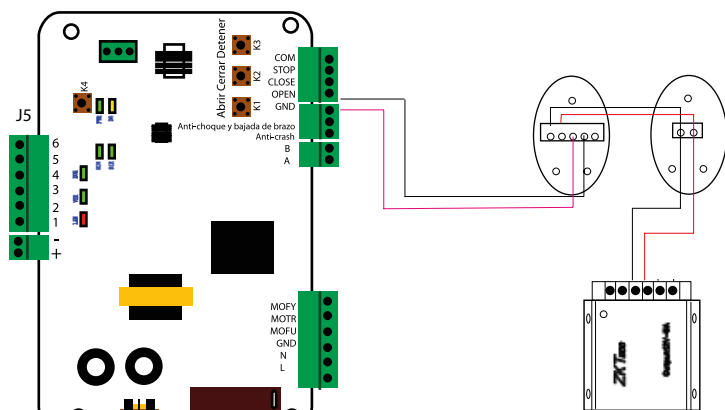 J5
6
5
4
3
2
1
-
+
K4
Abrir Cerrar Detener
K3
K2
K1
COM
STOP
CLOSE
OPEN
GND
Anti-choque y bajada de brazo
Anti-crash
B
A
MOFY
MOTR
MOFU
GND
N
L